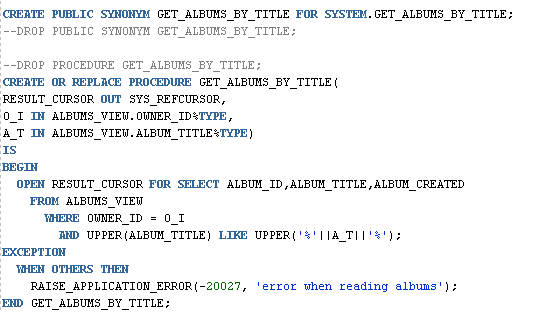 CREATE PUBLIC SYNONYM GET_ALBUMS_BY_TITLE FOR SYSTEM.GET_ALBUMS_BY_TITLE;
--DROP PUBLIC SYNONYM GET_ALBUMS_BY_TITLE;
--DROP PROCEDURE GET_ALBUMS_BY_TITLE;
CREATE OR REPLACE PROCEDURE GET_ALBUMS_BY_TITLE(
RESULT_CURSOR OUT SYS_REFCURSOR,
O_I IN ALBUMS_VIEW.OWNER_ID%TYPE,
A_T IN ALBUMS_VIEW.ALBUM_TITLE%TYPE)
IS
BEGIN
OPEN RESULT_CURSOR FOR SELECT ALBUM_ID,ALBUM_TITLE,ALBUM_CREATED
FROM ALBUMS_VIEW
WHERE OWNER_ID = O_I
AND UPPER(ALBUM_TITLE) LIKE UPPER('%'||A_T||'%');
EXCEPTION
WHEN OTHERS THEN
RAISE_APPLICATION_ERROR(-20027, 'error when reading albums');
END GET_ALBUMS_BY_TITLE;